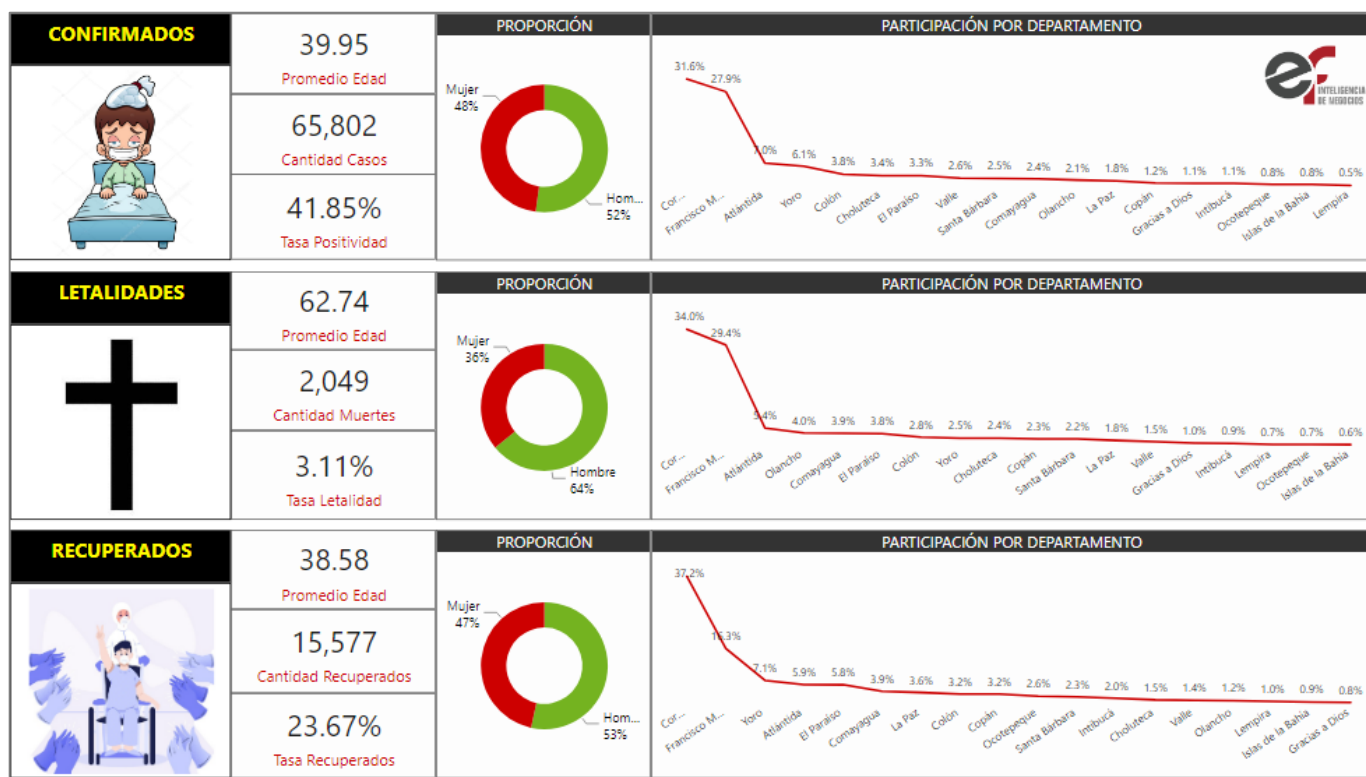 CONFIRMADOS
39.95
Promedio Edad
65,802
Cantidad Casos
41.85%
Tasa Positividad
PROPORCIÓN
Mujer
48%
Hom...
52%
PARTICIPACIÓN POR DEPARTAMENTO
ef
INTELIGENCIA
DE NEGOCIOS
31.6% 27.9% 7.0% 6.1% 3.8% 3.4% 3.3% 2.6% 2.5% 2.4% 2.1% 1.8% 1.2% 1.1% 1.1% 0.8% 0.8% 0.5%
Cor... Francisco M... Atlántida Yoro Colón Choluteca El Paraíso Valle Santa Bárbara Comayagua Olancho La Paz Copán Gracias a Dios Intibucá Ocotepeque Islas de la Bahia Lempira
LETALIDADES
62.74
Promedio Edad
2,049
Cantidad Muertes
3.11%
Tasa Letalidad
PROPORCIÓN
Mujer
36%
Hombre
64%
PARTICIPACIÓN POR DEPARTAMENTO
34.0% 29.4% 5.4% 4.0% 3.9% 3.8% 2.8% 2.5% 2.4% 2.3% 2.2% 1.8% 1.5% 1.0% 0.9% 0.7% 0.7% 0.6%
Cor... Francisco M... Atlántida Olancho Comayagua El Paraíso Colón Yoro Choluteca Copán Santa Bárbara La Paz Valle Gracias a Dios Intibucá Lempira Ocotepeque Islas de la Bahia
RECUPERADOS
38.58
Promedio Edad
15,577
Cantidad Recuperados
23.67%
Tasa Recuperados
PROPORCIÓN
Mujer
47%
Hom...
53%
PARTICIPACIÓN POR DEPARTAMENTO
37.2% 16.3% 7.1% 5.9% 5.8% 3.9% 3.6% 3.2% 3.2% 2.6% 2.3% 2.0% 1.5% 1.4% 1.2% 1.0% 0.9% 0.8%
Cor... Francisco M... Yoro Atlántida El Paraíso Comayagua La Paz Colón Copán Ocotepeque Santa Bárbara Intibucá Choluteca Valle Olancho Lempira Islas de la Bahia Gracias a Dios